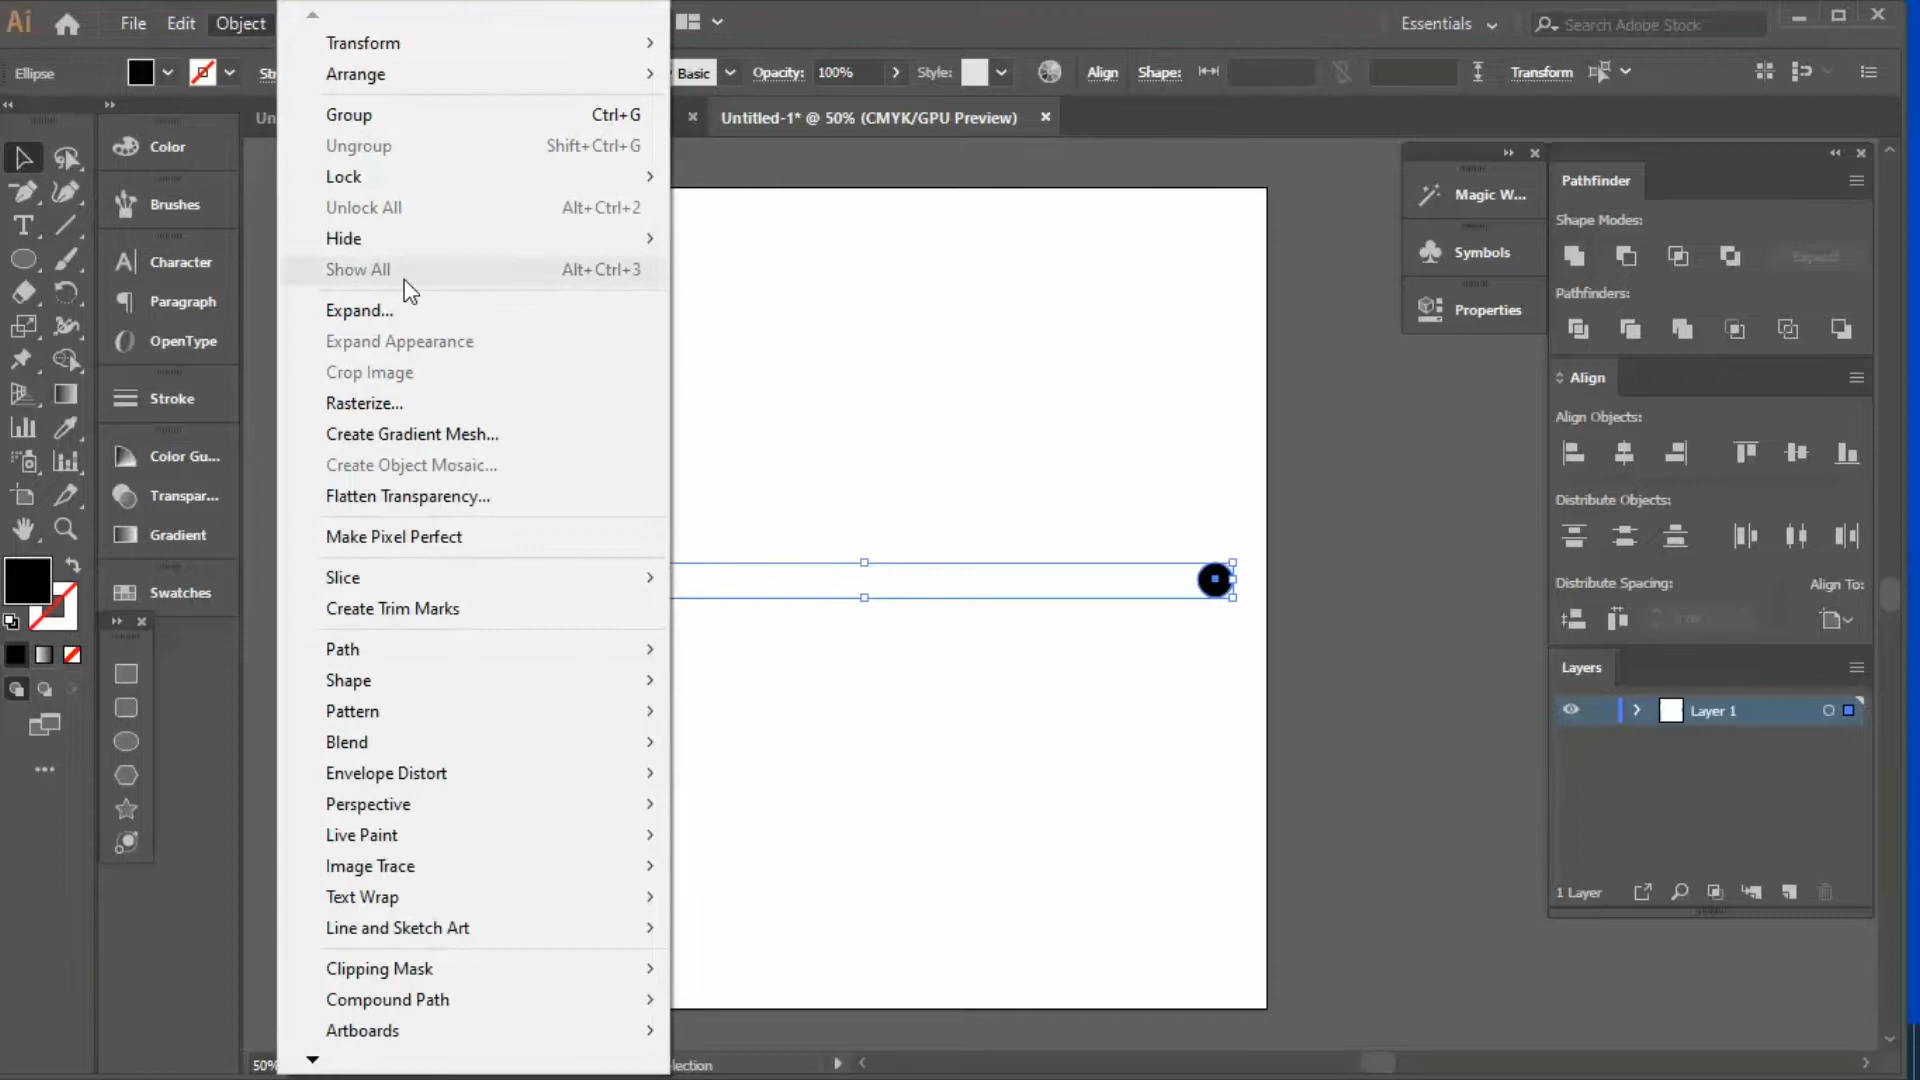 Ai
File
Edit
Object
Essentials
Search Adobe Stock
Ellipse
Basic
Opacity:
100%
Style:
Align
Shape:
Transform
Untitled-1* @ 50% (CMYK/GPU Preview)
Transform
Arrange
Group Ctrl+G
Ungroup Shift+Ctrl+G
Lock
Unlock All Alt+Ctrl+2
Hide
Show All Alt+Ctrl+3
Expand...
Expand Appearance
Crop Image
Rasterize...
Create Gradient Mesh...
Create Object Mosaic...
Flatten Transparency...
Make Pixel Perfect
Slice
Create Trim Marks
Path
Shape
Pattern
Blend
Envelope Distort
Perspective
Live Paint
Image Trace
Text Wrap
Line and Sketch Art
Clipping Mask
Compound Path
Artboards
Color
Brushes
Character
Paragraph
OpenType
Stroke
Color Gu...
Transpar...
Gradient
Swatches
Magic W...
Symbols
Properties
Pathfinder
Shape Modes:
Expand
Pathfinders:
Align
Align Objects:
Distribute Objects:
Distribute Spacing:
Align To:
Layers
Layer 1
1 Layer
50%